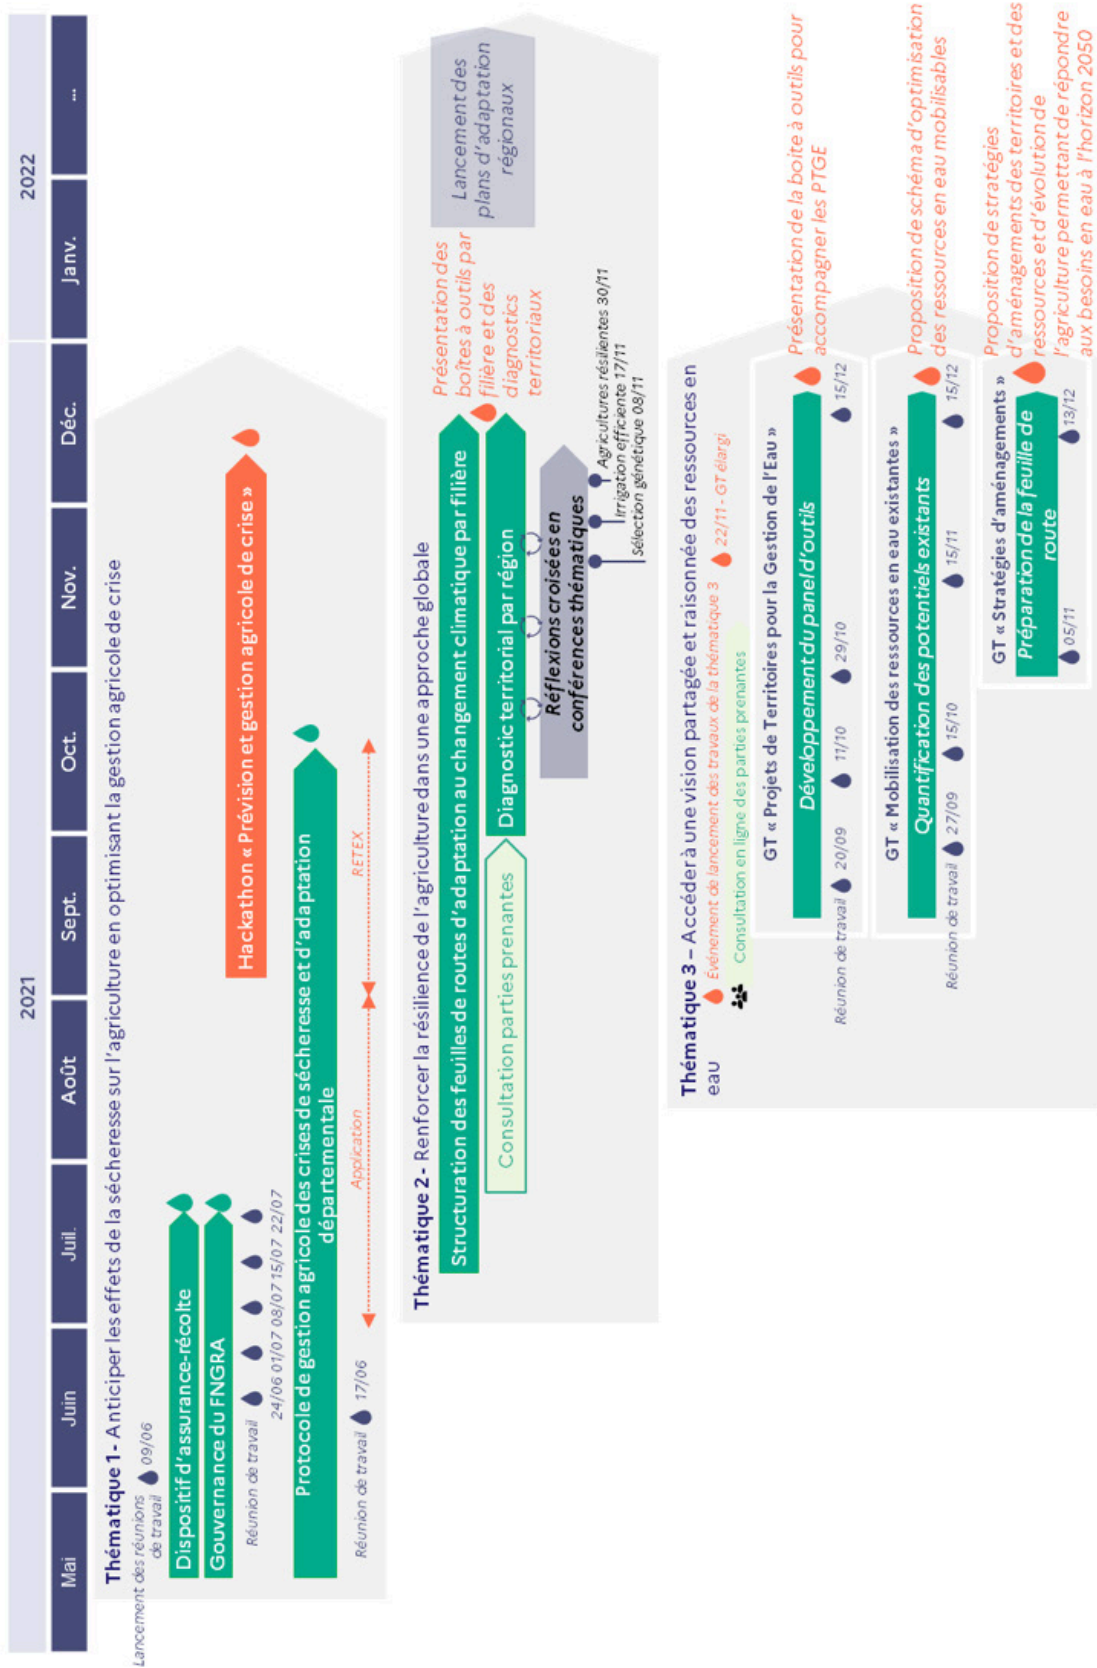 2021
2022
Mai
Juin
Juil.
Août
Sept.
Oct.
Nov.
Déc.
Janv.
...
Thématique 1 - Anticiper les effets de la sécheresse sur l'agriculture en optimisant la gestion agricole de crise
Lancement des réunions
de travail
09/06
Dispositif d'assurance-récolte
Gouvernance du FNGRA
Réunion de travail
24/06 01/07 08/07 15/07 22/07
Hackathon « Prévision et gestion agricole de crise »
Protocole de gestion agricole des crises de sécheresse et d'adaptation
départementale
Réunion de travail
17/06
Application
RETEX
Thématique 2 - Renforcer la résilience de l'agriculture dans une approche globale
Structuration des feuilles de routes d'adaptation au changement climatique par filière
Consultation parties prenantes
Diagnostic territorial par région
Présentation des
boîtes à outils par
filière et des
diagnostics
territoriaux
Lancement des
plans d'adaptation
régionaux
Réflexions croisées en
conférences thématiques
Agricultures résilientes 30/11
Irrigation efficiente 17/11
Sélection génétique 08/11
Thématique 3 – Accéder à une vision partagée et raisonnée des ressources en
eau
Événement de lancement des travaux de la thématique 3
22/11 - GT élargi
Consultation en ligne des parties prenantes
GT « Projets de Territoires pour la Gestion de l'Eau »
Développement du panel d'outils
Réunion de travail
20/09
11/10
29/10
15/12
Présentation de la boite à outils pour
accompagner les PTGE
GT « Mobilisation des ressources en eau existantes »
Quantification des potentiels existants
Réunion de travail
27/09
15/10
15/11
15/12
Proposition de schéma d'optimisation
des ressources en eau mobilisables
GT « Stratégies d'aménagements »
Préparation de la feuille de
route
05/11
13/12
Proposition de stratégies
d'aménagements des territoires et des
ressources et d'évolution de
l'agriculture permettant de répondre
aux besoins en eau à l'horizon 2050